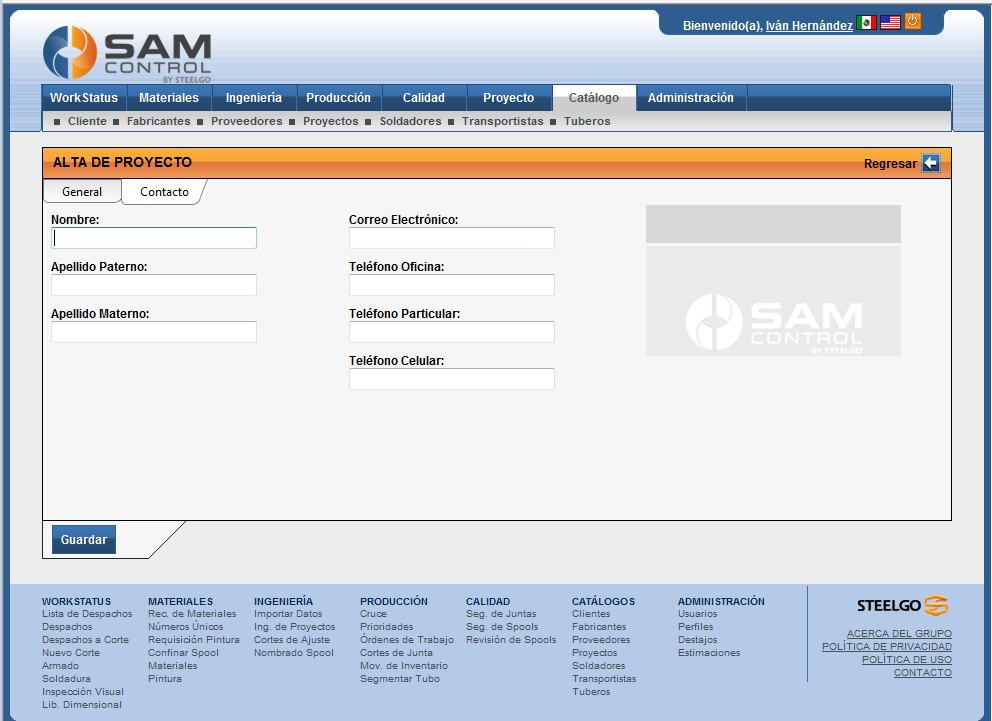 Bienvenido(a), Iván Hernández
SAM
CONTROL
BY STEELGO
WorkStatus Materiales Ingeniería Producción Calidad Proyecto Catálogo Administración
Cliente Fabricantes Proveedores Proyectos Soldadores Transportistas Tuberos
ALTA DE PROYECTO Regresar
General Contacto
Nombre: Correo Electrónico:
Apellido Paterno: Teléfono Oficina:
Apellido Materno: Teléfono Particular:
Teléfono Celular:
SAM
CONTROL
BY STEELGO
Guardar
WORKSTATUS
Lista de Despachos
Despachos
Despachos a Corte
Nuevo Corte
Armado
Soldadura
Inspección Visual
Lib. Dimensional
MATERIALES
Rec. de Materiales
Números Únicos
Requisición Pintura
Confinar Spool
Materiales
Pintura
INGENIERÍA
Importar Datos
Ing. de Proyectos
Cortes de Ajuste
Nombrado Spool
PRODUCCIÓN
Cruce
Prioridades
Órdenes de Trabajo
Cortes de Junta
Mov. de Inventario
Segmentar Tubo
CALIDAD
Seg. de Juntas
Seg. de Spools
Revisión de Spools
CATÁLOGOS
Clientes
Fabricantes
Proveedores
Proyectos
Soldadores
Transportistas
Tuberos
ADMINISTRACIÓN
Usuarios
Perfiles
Destajos
Estimaciones
STEELGO
ACERCA DEL GRUPO
POLÍTICA DE PRIVACIDAD
POLÍTICA DE USO
CONTACTO